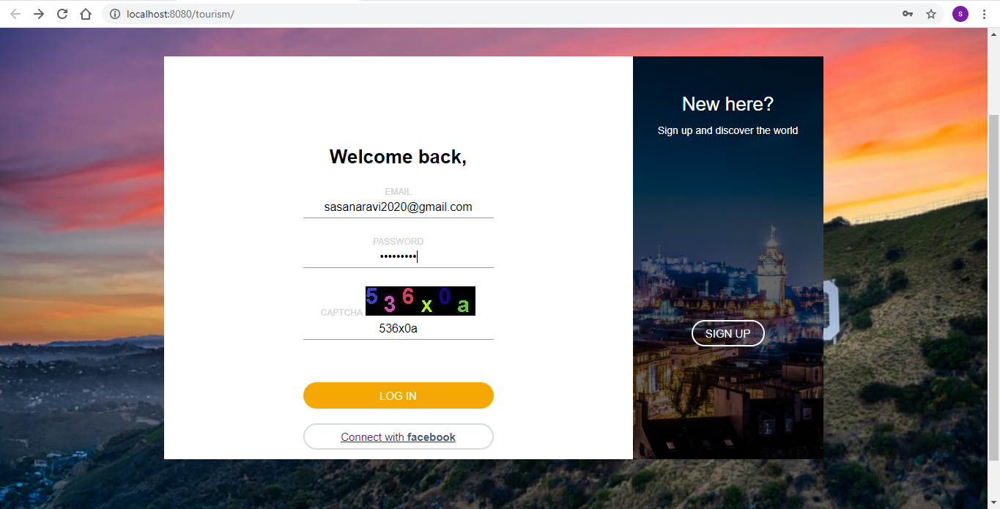 localhost:8080/tourism/
s
Welcome back,
EMAIL
sasanaravi2020@gmail.com
PASSWORD
•••••••••
CAPTCHA 536x0a
536x0a
LOG IN
Connect with facebook
New here?
Sign up and discover the world
SIGN UP